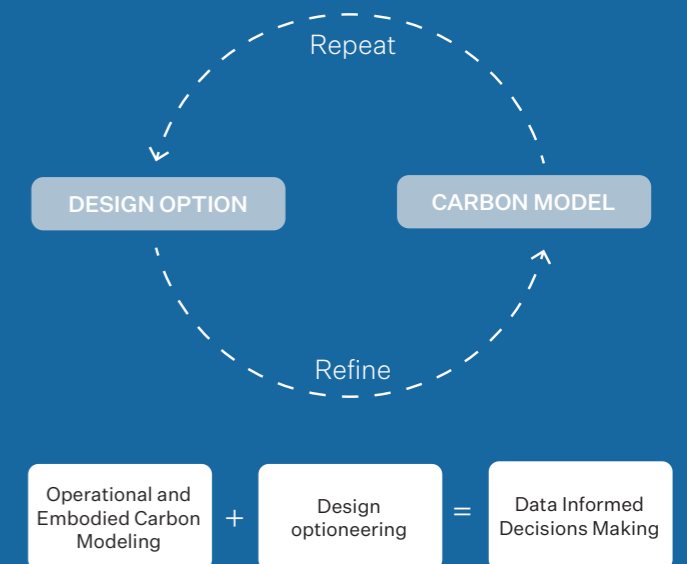 Repeat
DESIGN OPTION
CARBON MODEL
Refine
Operational and
Embodied Carbon
Modeling
+
Design
optioneering
=
Data Informed
Decisions Making